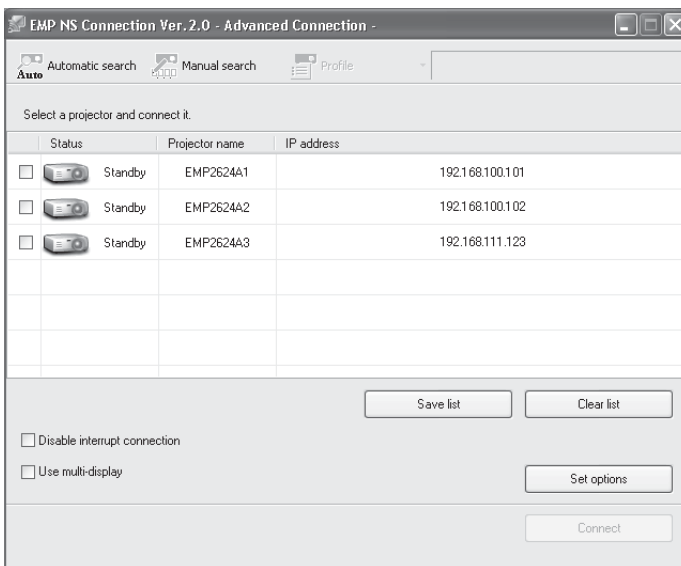 EMP NS Connection Ver.2.0 - Advanced Connection -
Auto Automatic search Manual search Profile
Select a projector and connect it.
Status Projector name IP address
Standby EMP2624A1 192.168.100.101
Standby EMP2624A2 192.168.100.102
Standby EMP2624A3 192.168.111.123
Save list Clear list
Disable interrupt connection
Use multi-display
Set options
Connect